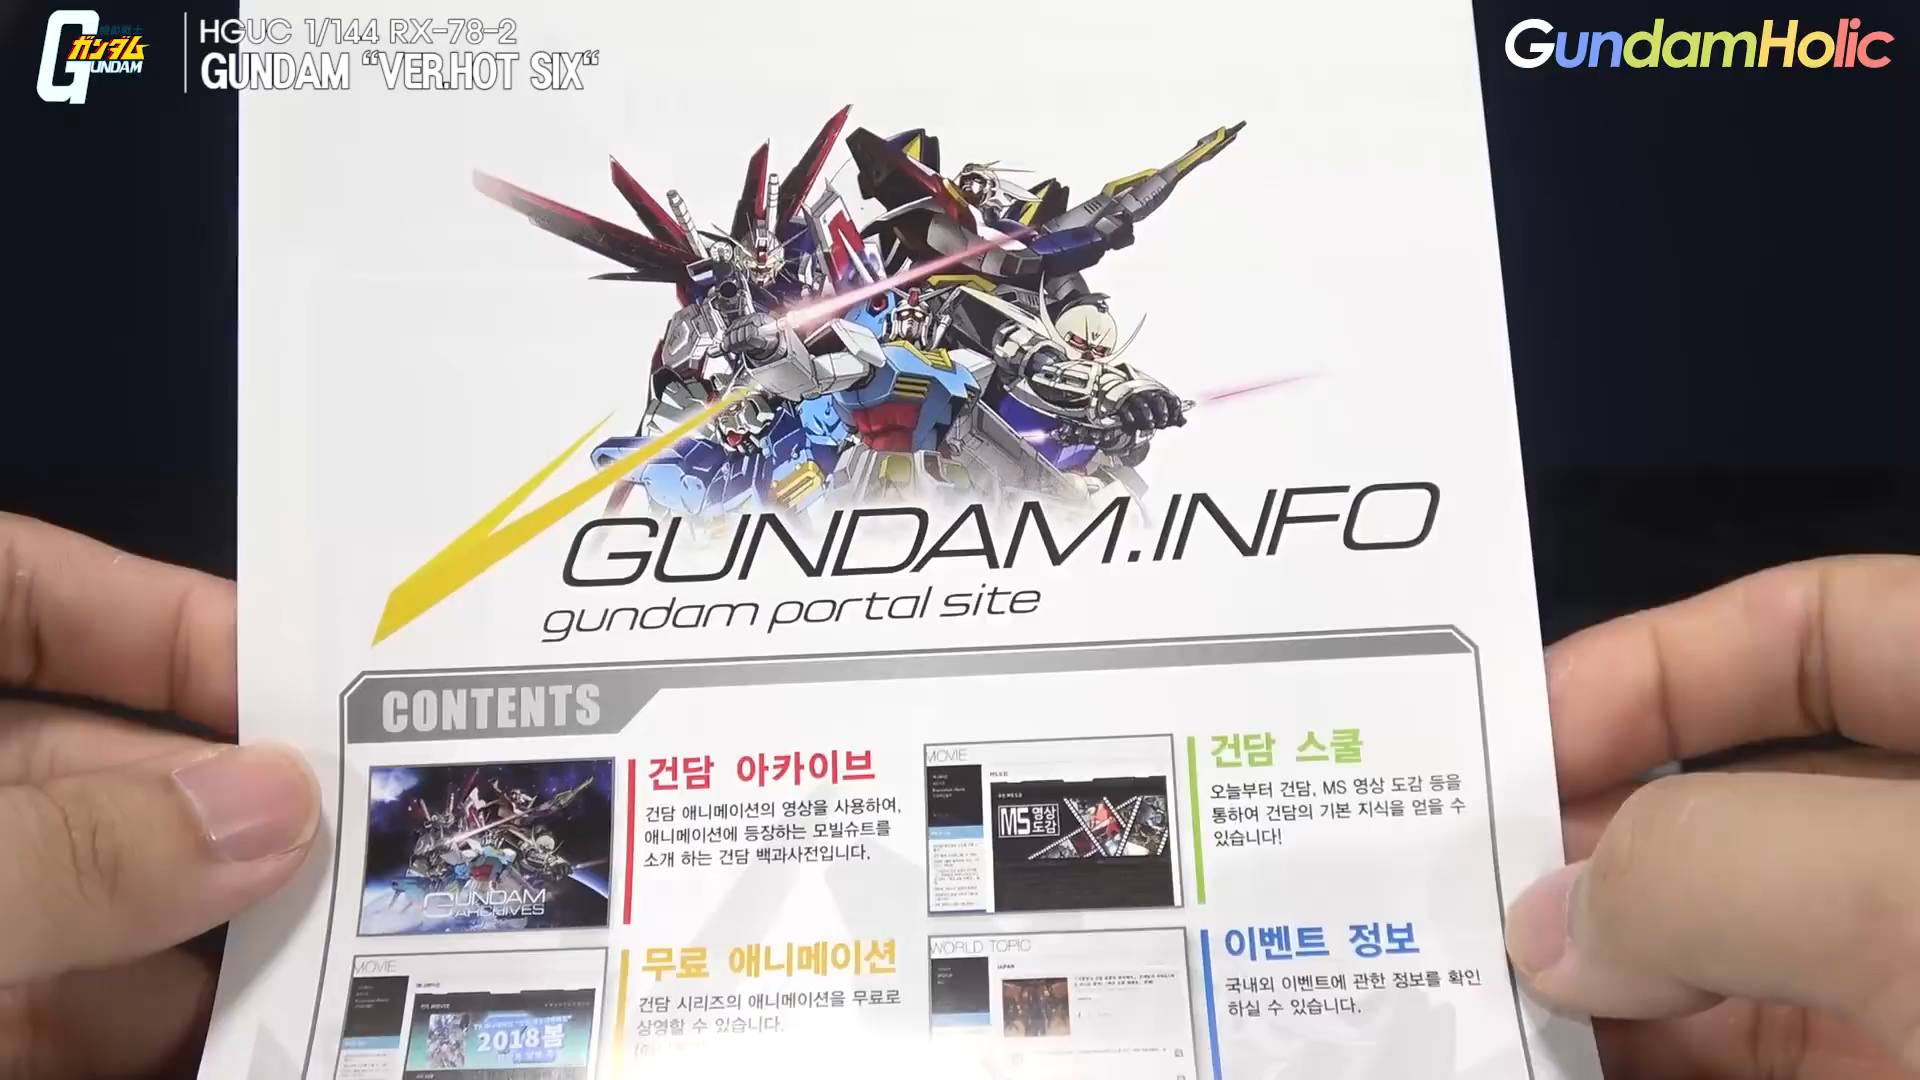 機動戦士
ガンダム
GUNDAM
HGUC 1/144 RX-78-2
GUNDAM “VER.HOT SIX“
GundamHolic
GUNDAM.INFO
gundam portal site
CONTENTS
GUNDAM
ARCHIVES
건담 아카이브
건담 애니메이션의 영상을 사용하여,
애니메이션에 등장하는 모빌슈트를
소개 하는 건담 백과사전입니다.
MOVIE
MS 영상
도감
건담 스쿨
오늘부터 건담, MS 영상 도감 등을
통하여 건담의 기본 지식을 얻을 수
있습니다!
MOVIE
2018봄
무료 애니메이션
건담 시리즈의 애니메이션을 무료로
상영할 수 있습니다.
WORLD TOPIC
JAPAN
이벤트 정보
국내외 이벤트에 관한 정보를 확인
하실 수 있습니다.